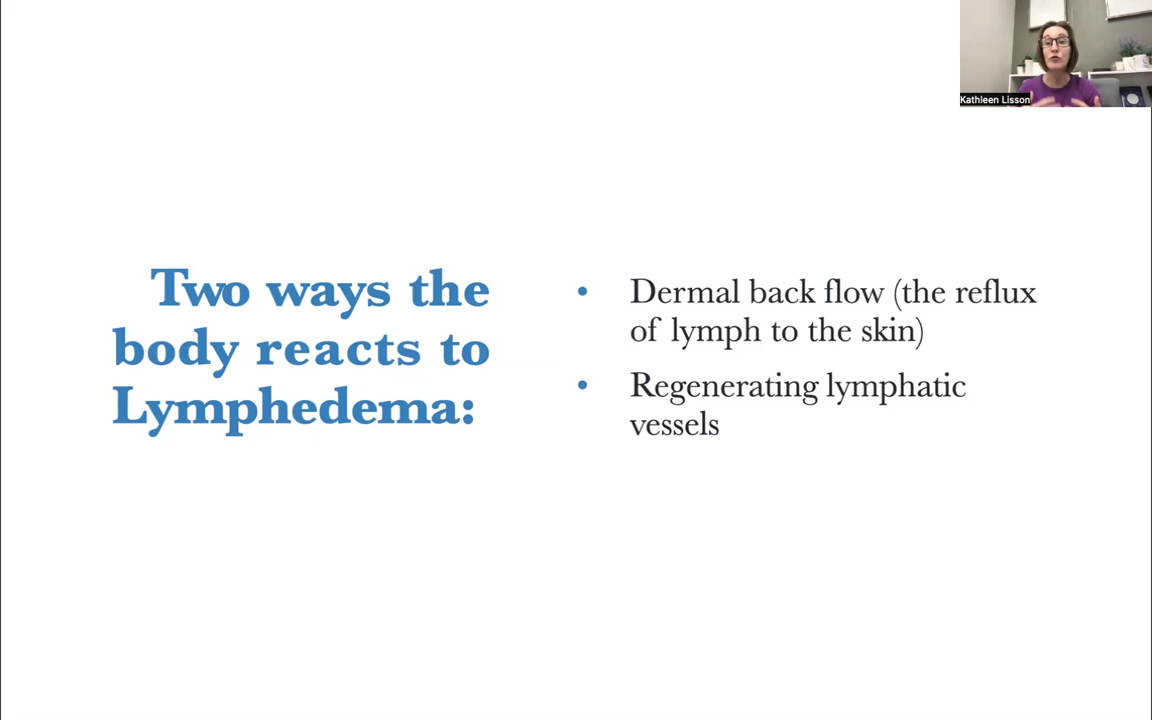 Kathleen Lisson
Two ways the
body reacts to
Lymphedema:
• Dermal back flow (the reflux
of lymph to the skin)
• Regenerating lymphatic
vessels